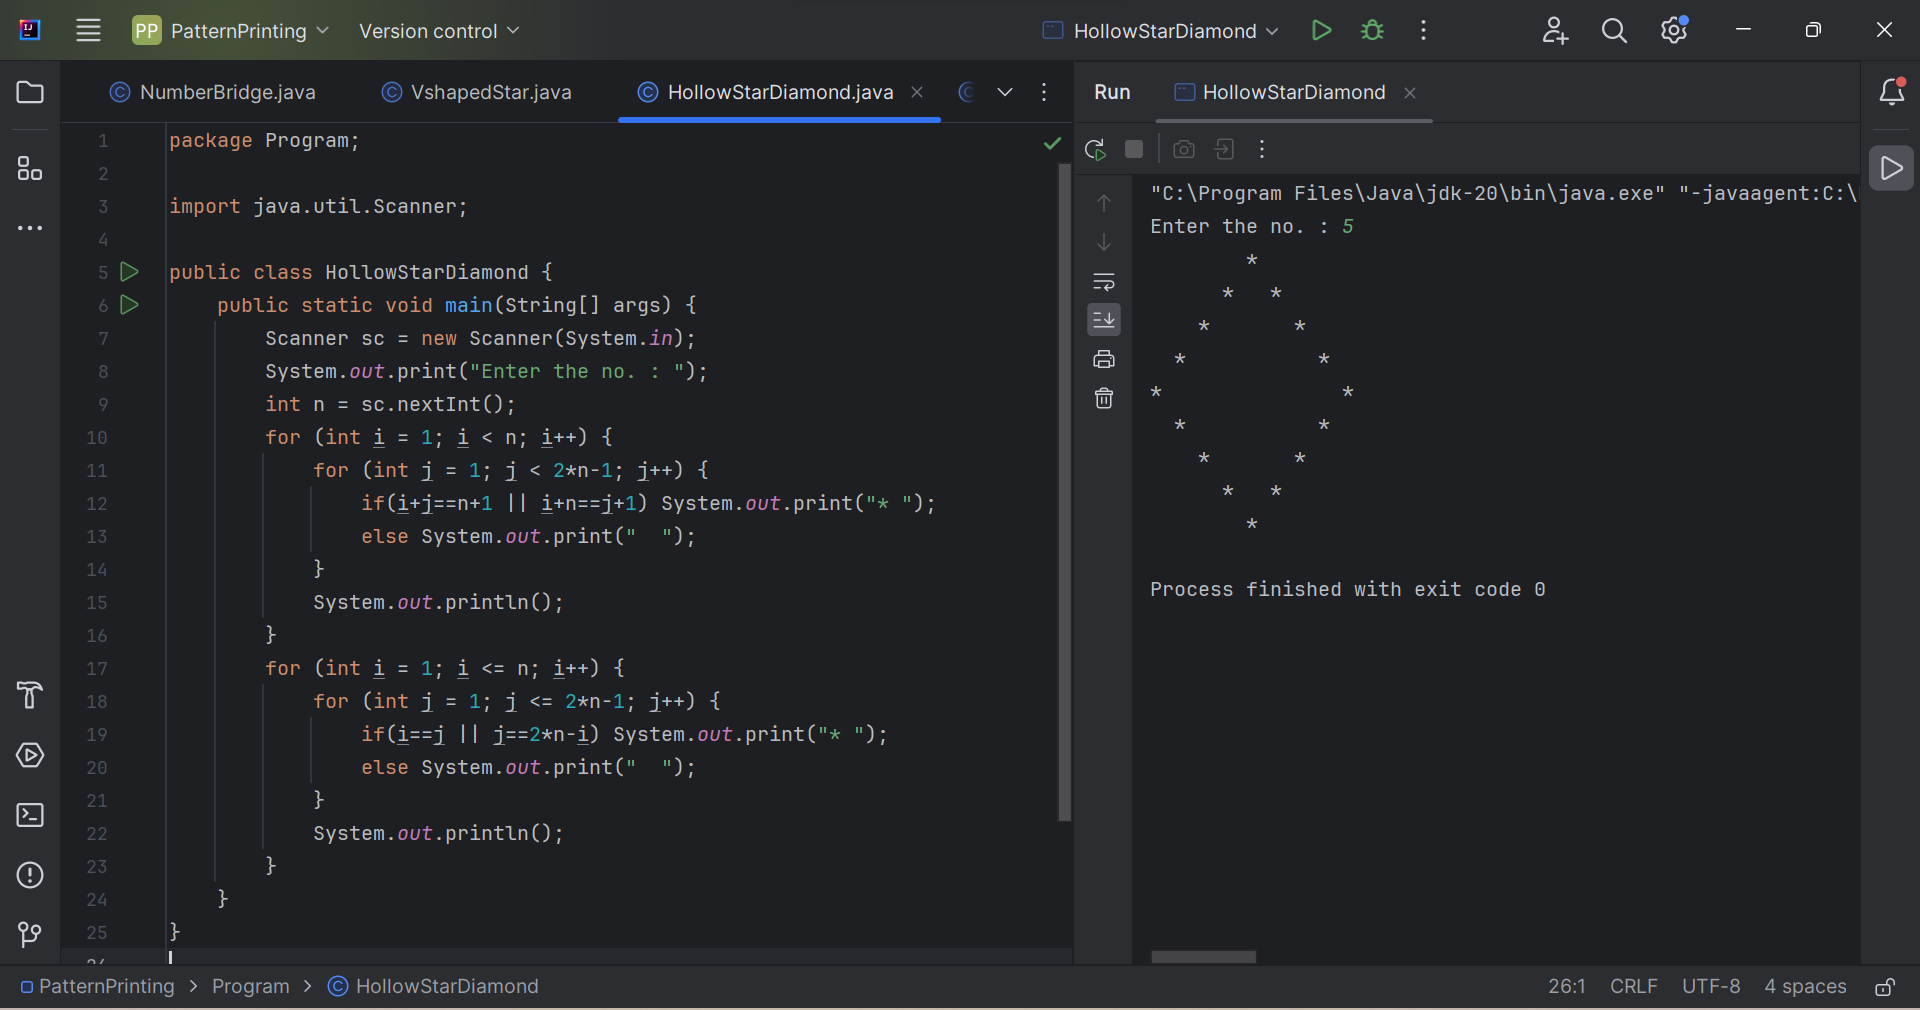 PP PatternPrinting Version control HollowStarDiamond
NumberBridge.java VshapedStar.java HollowStarDiamond.java
1 package Program;
2
3 import java.util.Scanner;
4
5 public class HollowStarDiamond {
6     public static void main(String[] args) {
7         Scanner sc = new Scanner(System.in);
8         System.out.print("Enter the no. : ");
9         int n = sc.nextInt();
10         for (int i = 1; i < n; i++) {
11             for (int j = 1; j < 2*n-1; j++) {
12                 if(i+j==n+1 || i+n==j+1) System.out.print("* ");
13                 else System.out.print("  ");
14             }
15             System.out.println();
16         }
17         for (int i = 1; i <= n; i++) {
18             for (int j = 1; j <= 2*n-1; j++) {
19                 if(i==j || j==2*n-i) System.out.print("* ");
20                 else System.out.print("  ");
21             }
22             System.out.println();
23         }
24     }
25 }
Run HollowStarDiamond
"C:\Program Files\Java\jdk-20\bin\java.exe" "-javaagent:C:\
Enter the no. : 5
        *
      *   *
    *       *
  *           *
*               *
  *           *
    *       *
      *   *
        *
Process finished with exit code 0
PatternPrinting > Program > HollowStarDiamond 26:1 CRLF UTF-8 4 spaces